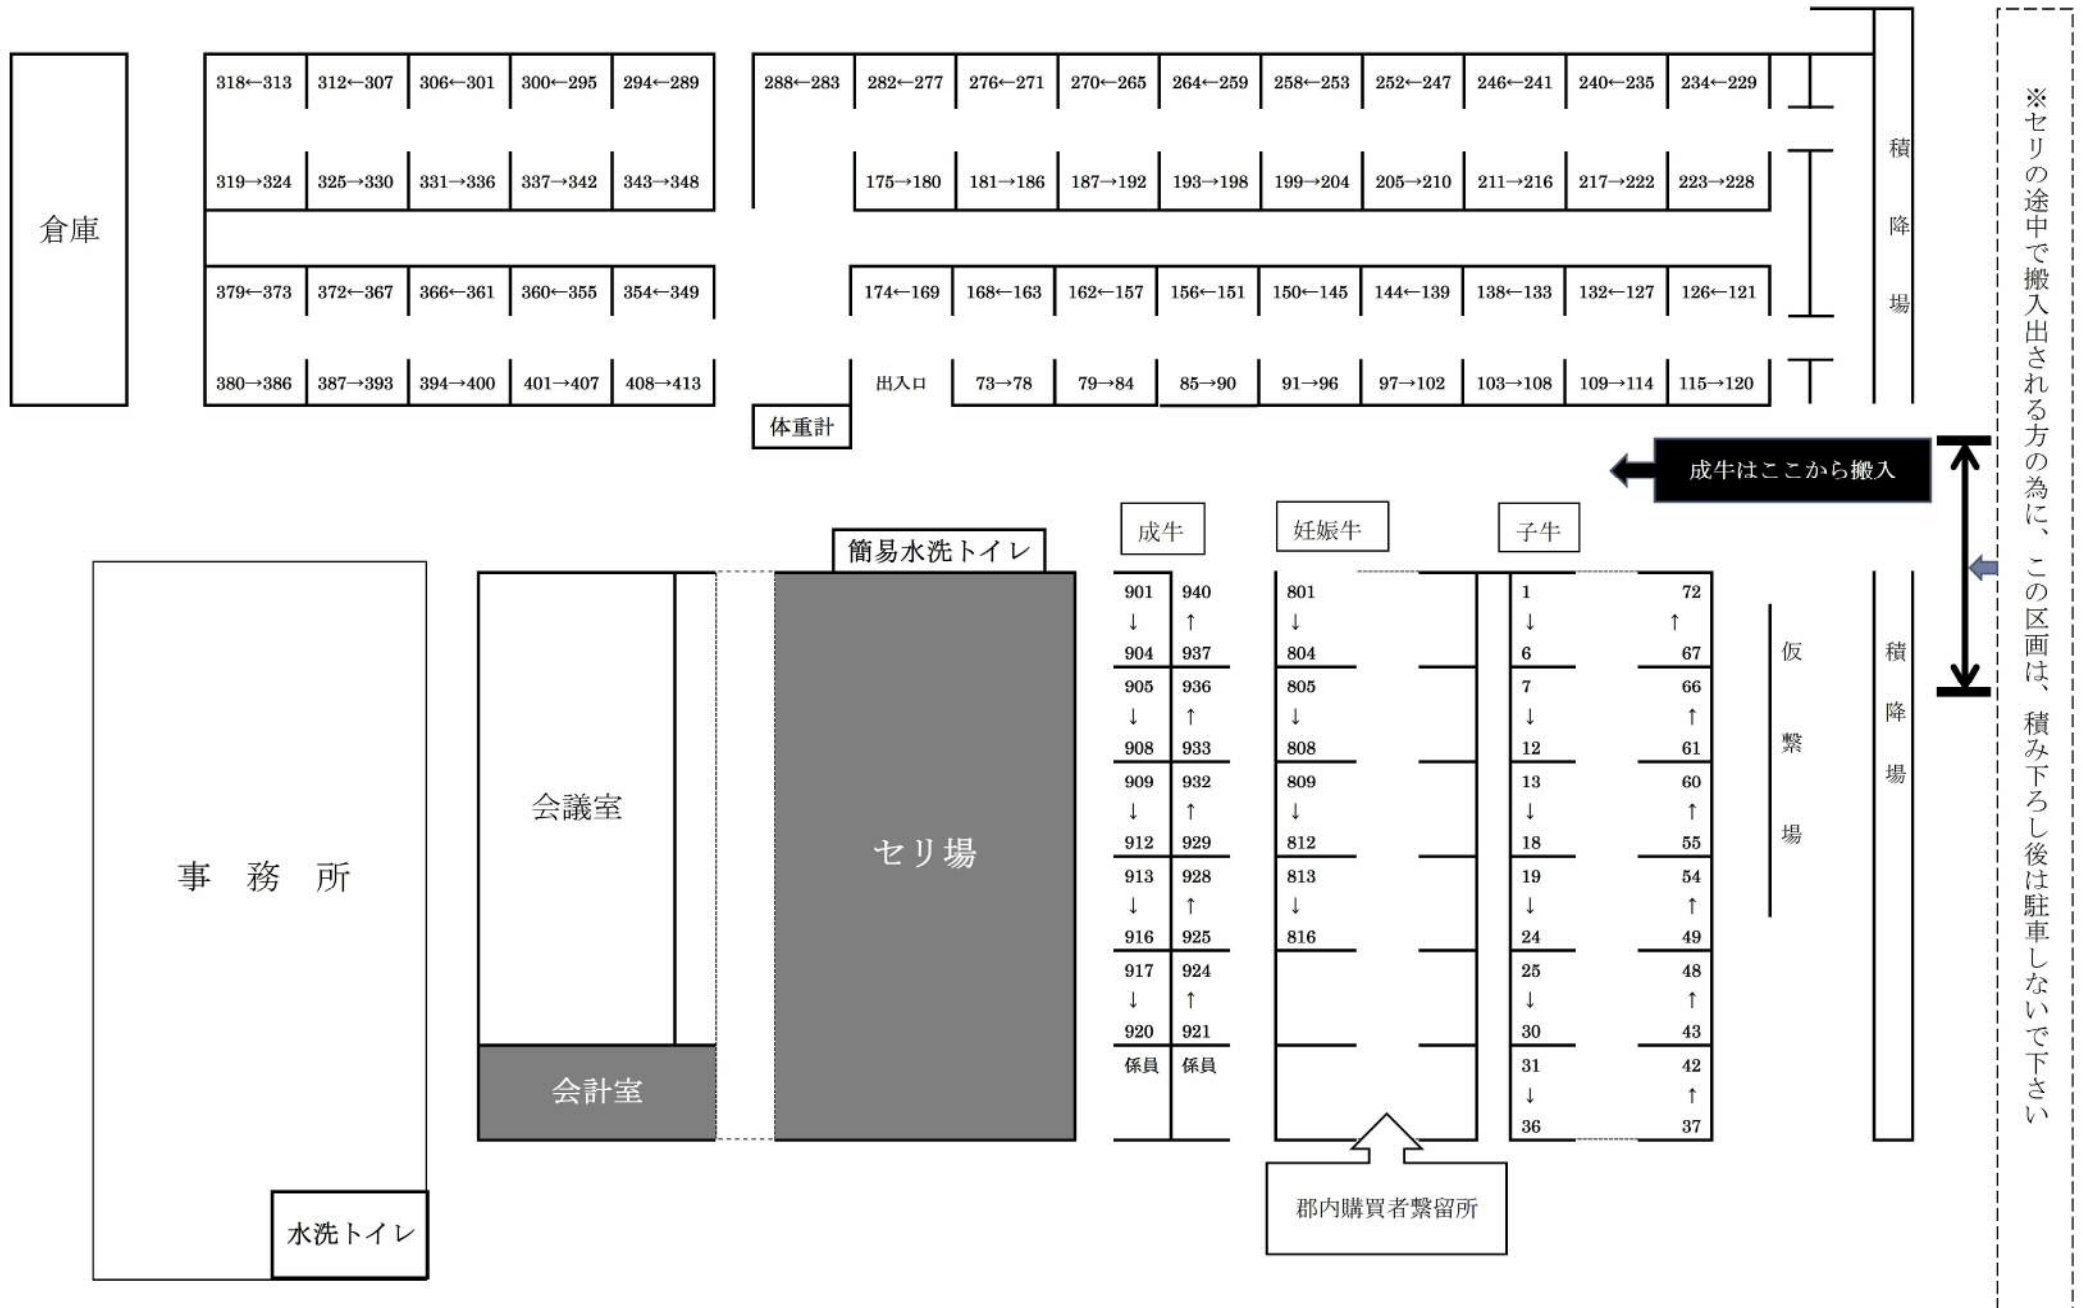 318←313 312←307 306←301 300←295 294←289 288←283 282←277 276←271 270←265 264←259 258←253 252←247 246←241 240←235 234←229
319→324 325→330 331→336 337→342 343→348 175→180 181→186 187→192 193→198 199→204 205→210 211→216 217→222 223→228
倉庫
積降場
379←373 372←367 366←361 360←355 354←349 174←169 168←163 162←157 156←151 150←145 144←139 138←133 132←127 126←121
380→386 387→393 394→400 401→407 408→413 出入口 73→78 79→84 85→90 91→96 97→102 103→108 109→114 115→120
体重計
成牛はここから搬入
※セリの途中で搬入出される方の為に、この区画は、積み下ろし後は駐車しないで下さい
簡易水洗トイレ
成牛 妊娠牛 子牛
901 940 801 1 72
↓ ↑ ↓ ↓ ↑
904 937 804 6 67
905 936 805 7 66
↓ ↑ ↓ ↓ ↑
908 933 808 12 61
909 932 809 13 60
↓ ↑ ↓ ↓ ↑
912 929 812 18 55
913 928 813 19 54
↓ ↑ ↓ ↓ ↑
916 925 816 24 49
917 924 25 48
↓ ↑ ↓ ↑
920 921 30 43
係員 係員 31 42
↓ ↑
36 37
仮繋場
積降場
会議室
セリ場
事務所
会計室
郡内購買者繋留所
水洗トイレ